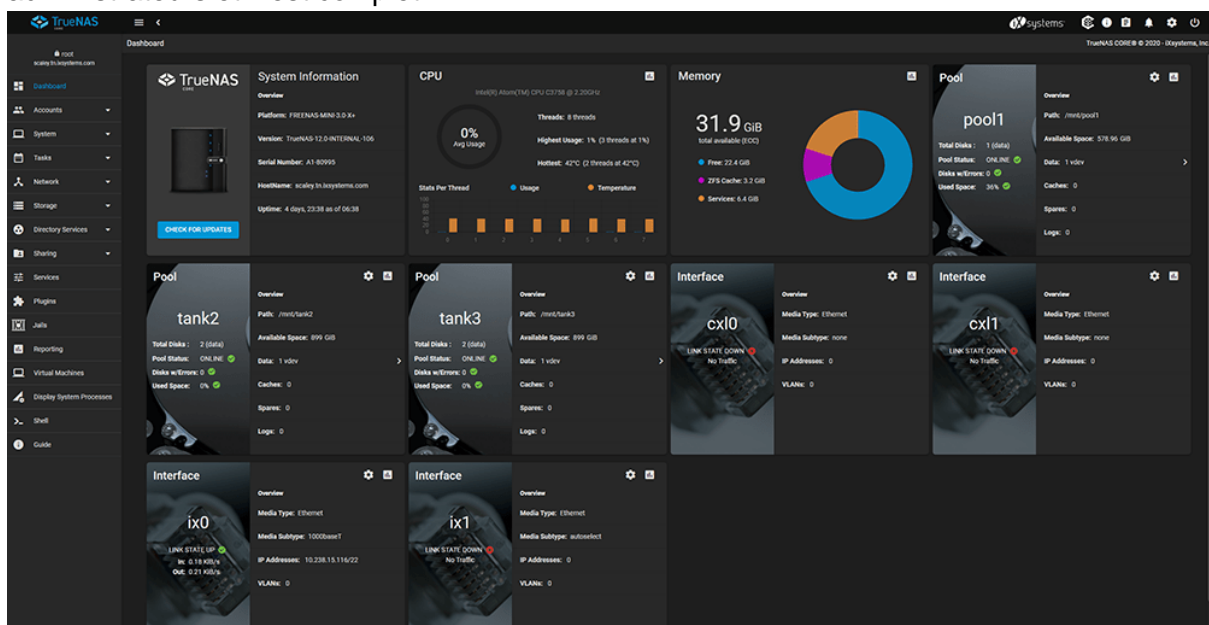 TrueNAS
CORE
systems
root
scaley.tn.ixsystems.com
Dashboard
TrueNAS CORE® © 2020 - iXsystems, Inc.
Dashboard
Accounts
System
Tasks
Network
Storage
Directory Services
Sharing
Services
Plugins
Jails
Reporting
Virtual Machines
Display System Processes
Shell
Guide
TrueNAS
CORE
CHECK FOR UPDATES
System Information
Overview
Platform: FREENAS-MINI-3.0-X+
Version: TrueNAS-12.0-INTERNAL-106
Serial Number: A1-80995
HostName: scaley.tn.ixsystems.com
Uptime: 4 days, 23:38 as of 06:38
CPU
Intel(R) Atom(TM) CPU C3758 @ 2.20GHz
0%
Avg Usage
Threads: 8 threads
Highest Usage: 1% (3 threads at 1%)
Hottest: 42°C (2 threads at 42°C)
Stats Per Thread
Usage
Temperature
0 1 2 3 4 5 6 7
Memory
31.9 GiB
total available (ECC)
Free: 22.4 GiB
ZFS Cache: 3.2 GiB
Services: 6.4 GiB
Pool
pool1
Total Disks : 1 (data)
Pool Status: ONLINE
Disks w/Errors: 0
Used Space: 36%
Overview
Path: /mnt/pool1
Available Space: 578.96 GiB
Data: 1 vdev
Caches: 0
Spares: 0
Logs: 0
Pool
tank2
Total Disks : 2 (data)
Pool Status: ONLINE
Disks w/Errors: 0
Used Space: 0%
Overview
Path: /mnt/tank2
Available Space: 899 GiB
Data: 1 vdev
Caches: 0
Spares: 0
Logs: 0
Pool
tank3
Total Disks : 2 (data)
Pool Status: ONLINE
Disks w/Errors: 0
Used Space: 0%
Overview
Path: /mnt/tank3
Available Space: 899 GiB
Data: 1 vdev
Caches: 0
Spares: 0
Logs: 0
Interface
cxl0
LINK STATE DOWN
No Traffic
Overview
Media Type: Ethernet
Media Subtype: none
IP Addresses: 0
VLANs: 0
Interface
cxl1
LINK STATE DOWN
No Traffic
Overview
Media Type: Ethernet
Media Subtype: none
IP Addresses: 0
VLANs: 0
Interface
ix0
LINK STATE UP
In: 0.18 KiB/s
Out: 0.21 KiB/s
Overview
Media Type: Ethernet
Media Subtype: 1000baseT
IP Addresses: 10.238.15.116/22
VLANs: 0
Interface
ix1
LINK STATE DOWN
No Traffic
Overview
Media Type: Ethernet
Media Subtype: autoselect
IP Addresses: 0
VLANs: 0